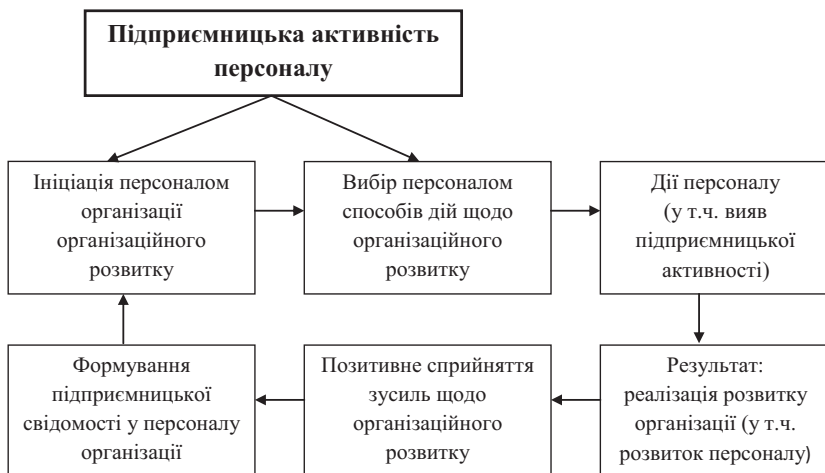 Підприємницька активність
персоналу
Ініціація персоналом
організації
організаційного
розвитку
Вибір персоналом
способів дій щодо
організаційного
розвитку
Дії персоналу
(у т.ч. вияв
підприємницької
активності)
Формування
підприємницької
свідомості у персоналу
організації
Позитивне сприйняття
зусиль щодо
організаційного
розвитку
Результат:
реалізація розвитку
організації (у т.ч.
розвиток персоналу)